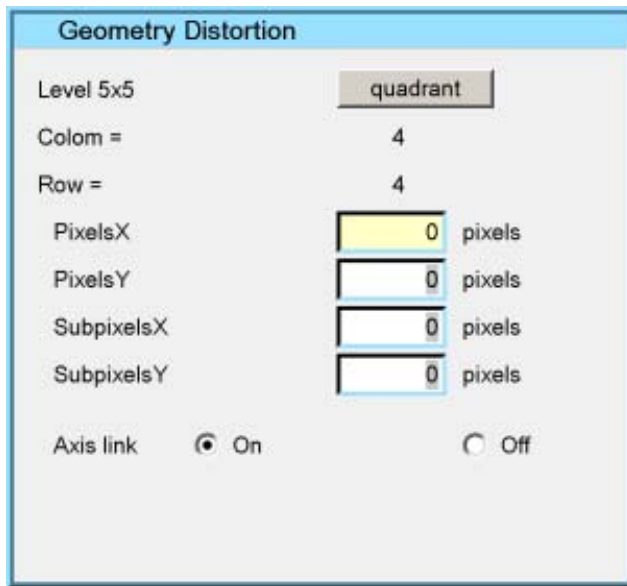 Geometry Distortion
Level 5x5 quadrant
Colom = 4
Row = 4
PixelsX 0 pixels
PixelsY 0 pixels
SubpixelsX 0 pixels
SubpixelsY 0 pixels
Axis link On Off